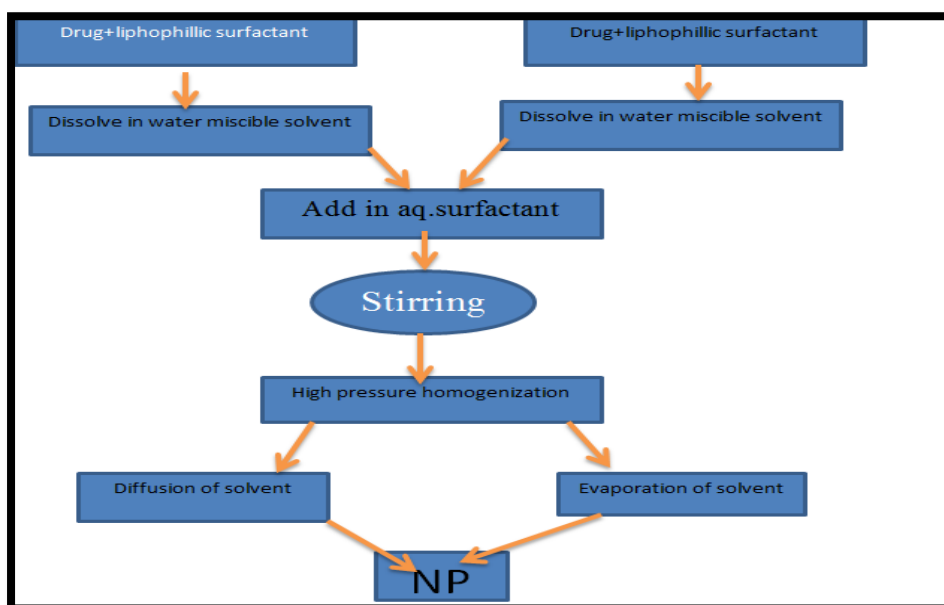 Drug+liphophillic surfactant
Drug+liphophillic surfactant
Dissolve in water miscible solvent
Dissolve in water miscible solvent
Add in aq.surfactant
Stirring
High pressure homogenization
Diffusion of solvent
Evaporation of solvent
NP